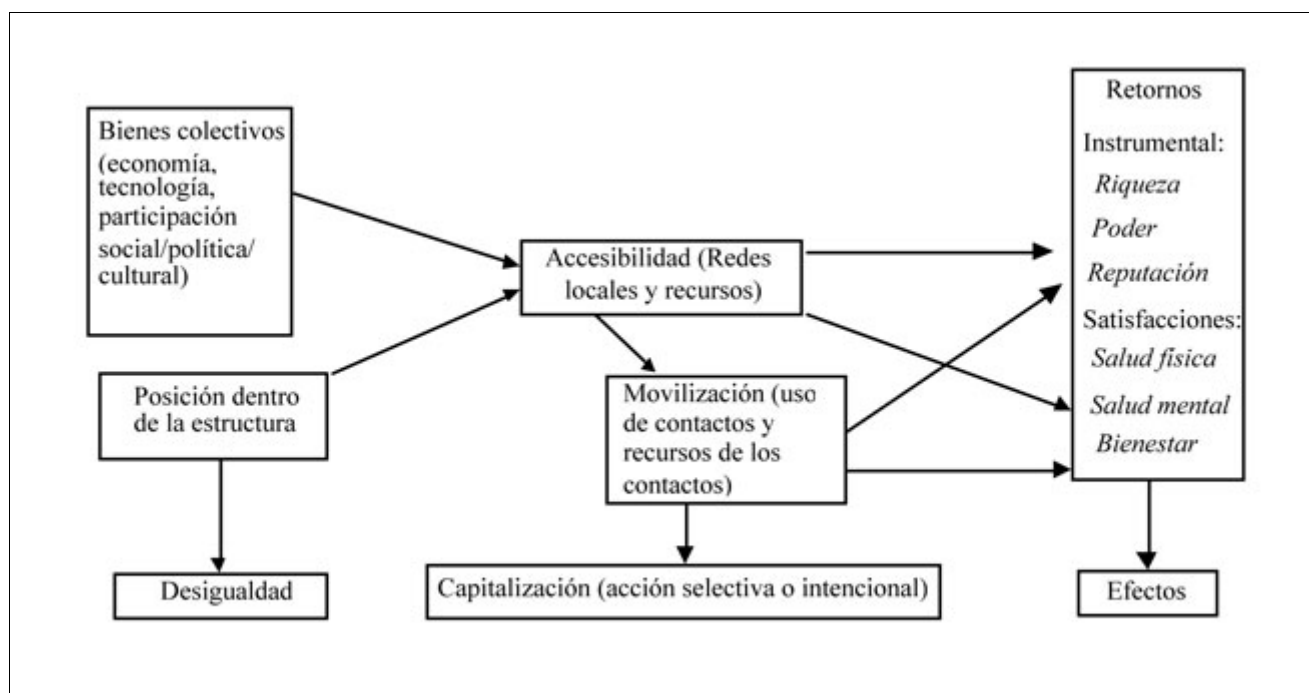 Bienes colectivos
(economía,
tecnología,
participación
social/política/
cultural)
Posición dentro
de la estructura
Desigualdad
Accesibilidad (Redes
locales y recursos)
Movilización (uso
de contactos y
recursos de los
contactos)
Capitalización (acción selectiva o intencional)
Retornos
Instrumental:
Riqueza
Poder
Reputación
Satisfacciones:
Salud física
Salud mental
Bienestar
Efectos